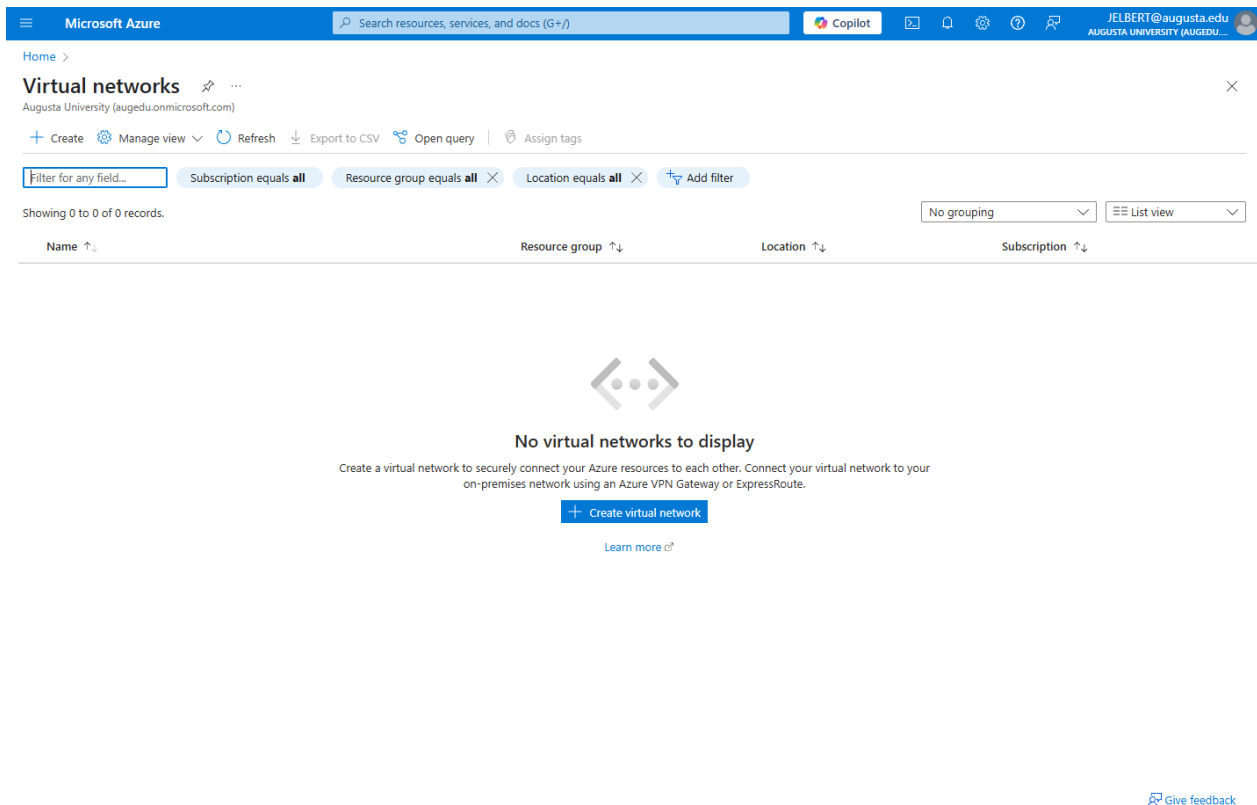 Microsoft Azure
Search resources, services, and docs (G+/)
Copilot
JELBERT@augusta.edu
AUGUSTA UNIVERSITY (AUGEDU....
Home >
Virtual networks
...
Augusta University (augedu.onmicrosoft.com)
+ Create Manage view Refresh Export to CSV Open query Assign tags
Filter for any field... Subscription equals all Resource group equals all Location equals all Add filter
Showing 0 to 0 of 0 records. No grouping List view
Name Resource group Location Subscription
No virtual networks to display
Create a virtual network to securely connect your Azure resources to each other. Connect your virtual network to your
on-premises network using an Azure VPN Gateway or ExpressRoute.
+ Create virtual network
Learn more
Give feedback